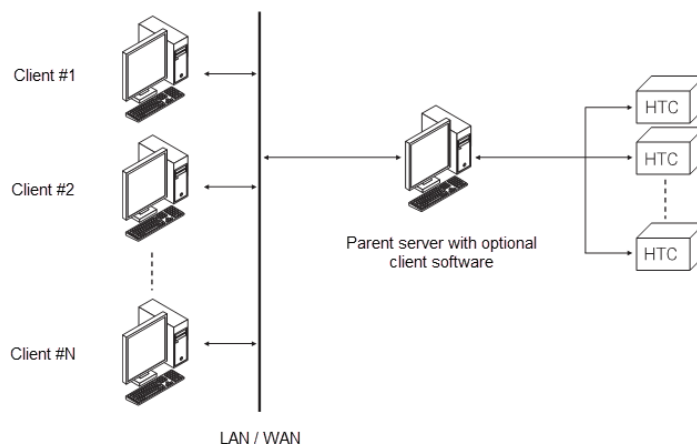 Client #1
HTC
HTC
Client #2
Parent server with optional
client software
HTC
Client #N
LAN / WAN